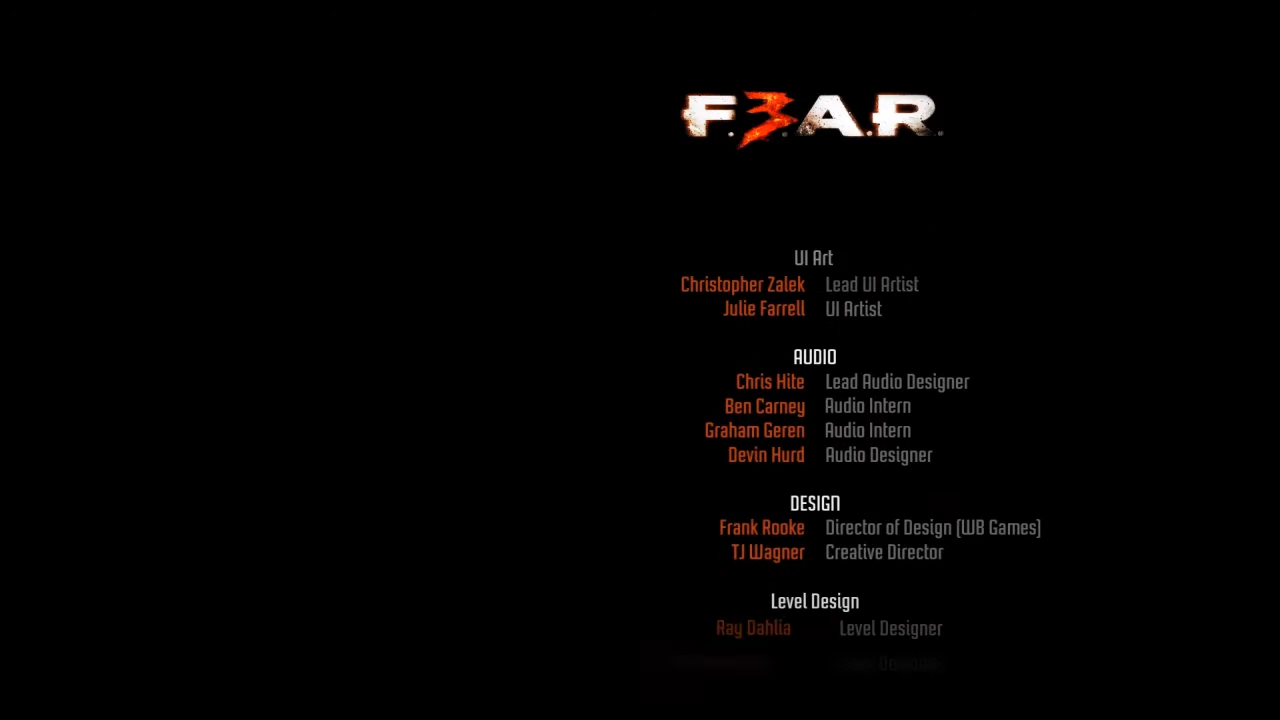 F.3.A.R.
UI Art
Christopher Zalek Lead UI Artist
Julie Farrell UI Artist
AUDIO
Chris Hite Lead Audio Designer
Ben Carney Audio Intern
Graham Geren Audio Intern
Devin Hurd Audio Designer
DESIGN
Frank Rooke Director of Design (WB Games)
TJ Wagner Creative Director
Level Design
Ray Dahlia Level Designer